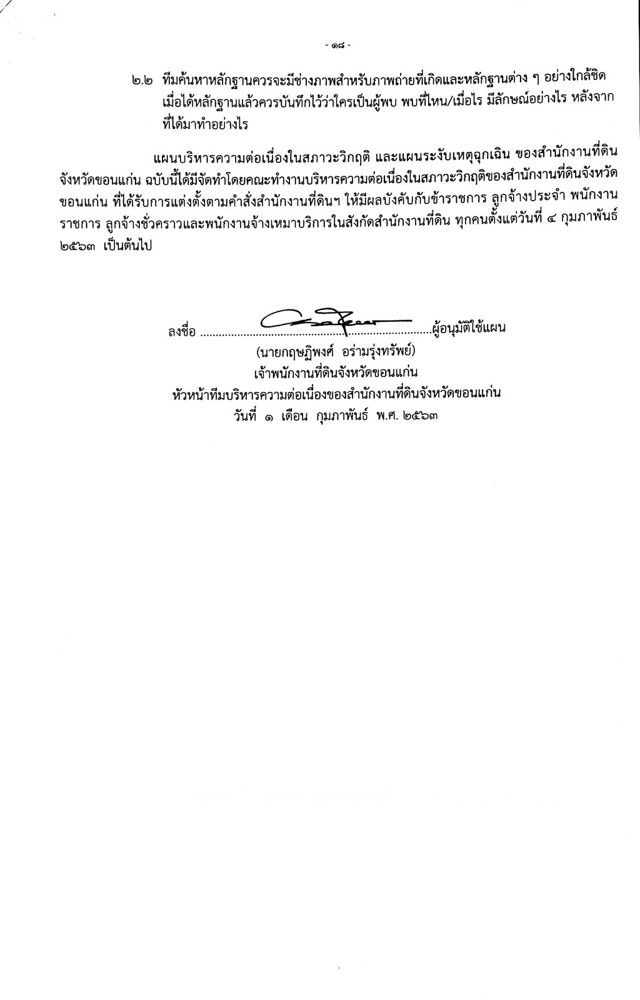 - ๑๘ -
๒.๒ ทีมค้นหาหลักฐานควรจะมีช่างภาพสำหรับภาพถ่ายที่เกิดและหลักฐานต่าง ๆ อย่างใกล้ชิด
เมื่อได้หลักฐานแล้วควรบันทึกไว้ว่าใครเป็นผู้พบ พบที่ไหน/เมื่อไร มีลักษณ์อย่างไร หลังจาก
ที่ได้มาทำอย่างไร
แผนบริหารความต่อเนื่องในสภาวะวิกฤติ และแผนระงับเหตุฉุกเฉิน ของสำนักงานที่ดิน
จังหวัดขอนแก่น ฉบับนี้ได้มีจัดทำโดยคณะทำงานบริหารความต่อเนื่องในสภาวะวิกฤติของสำนักงานที่ดินจังหวัด
ขอนแก่น ที่ได้รับการแต่งตั้งตามคำสั่งสำนักงานที่ดินฯ ให้มีผลบังคับกับข้าราชการ ลูกจ้างประจำ พนักงาน
ราชการ ลูกจ้างชั่วคราวและพนักงานจ้างเหมาบริการในสังกัดสำนักงานที่ดิน ทุกคนตั้งแต่วันที่ ๔ กุมภาพันธ์
๒๕๖๓ เป็นต้นไป
ลงชื่อ ......................................................................ผู้อนุมัติใช้แผน
(นายกฤษฏิพงศ์ อร่ามรุ่งทรัพย์)
เจ้าพนักงานที่ดินจังหวัดขอนแก่น
หัวหน้าทีมบริหารความต่อเนื่องของสำนักงานที่ดินจังหวัดขอนแก่น
วันที่ ๑ เดือน กุมภาพันธ์ พ.ศ. ๒๕๖๓